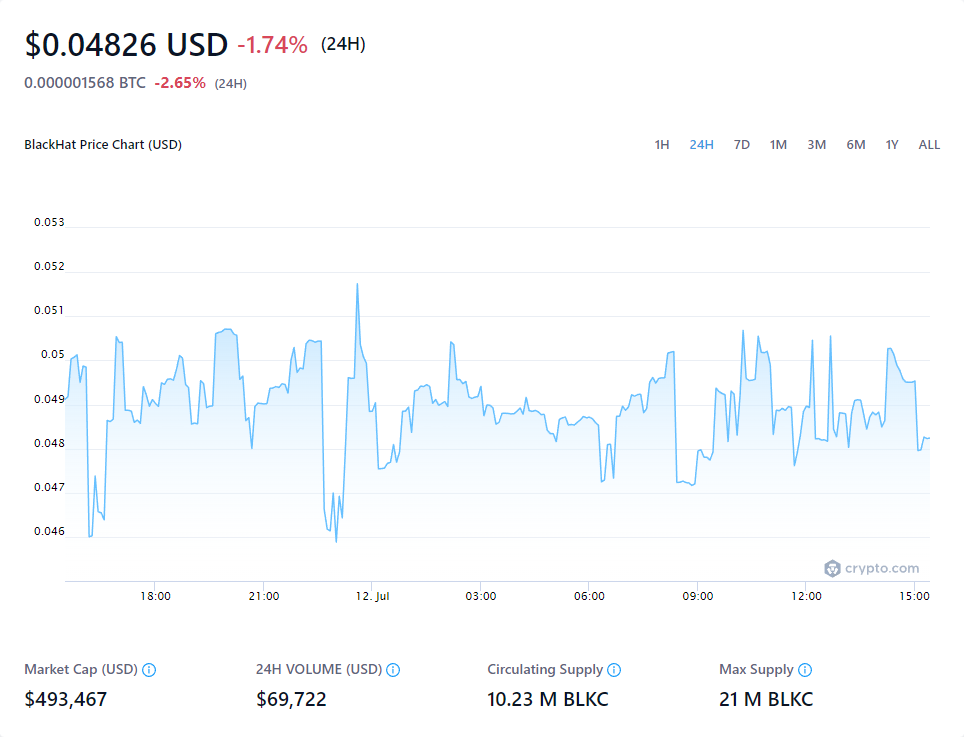 $0.04826 USD -1.74% (24H)
0.000001568 BTC -2.65% (24H)
BlackHat Price Chart (USD) 1H 24H 7D 1M 3M 6M 1Y ALL
0.053
0.052
0.051
0.05
0.049
0.048
0.047
0.046
crypto.com
18:00 21:00 12. Jul 03:00 06:00 09:00 12:00 15:00
Market Cap (USD) 24H VOLUME (USD) Circulating Supply Max Supply
$493,467 $69,722 10.23 M BLKC 21 M BLKC